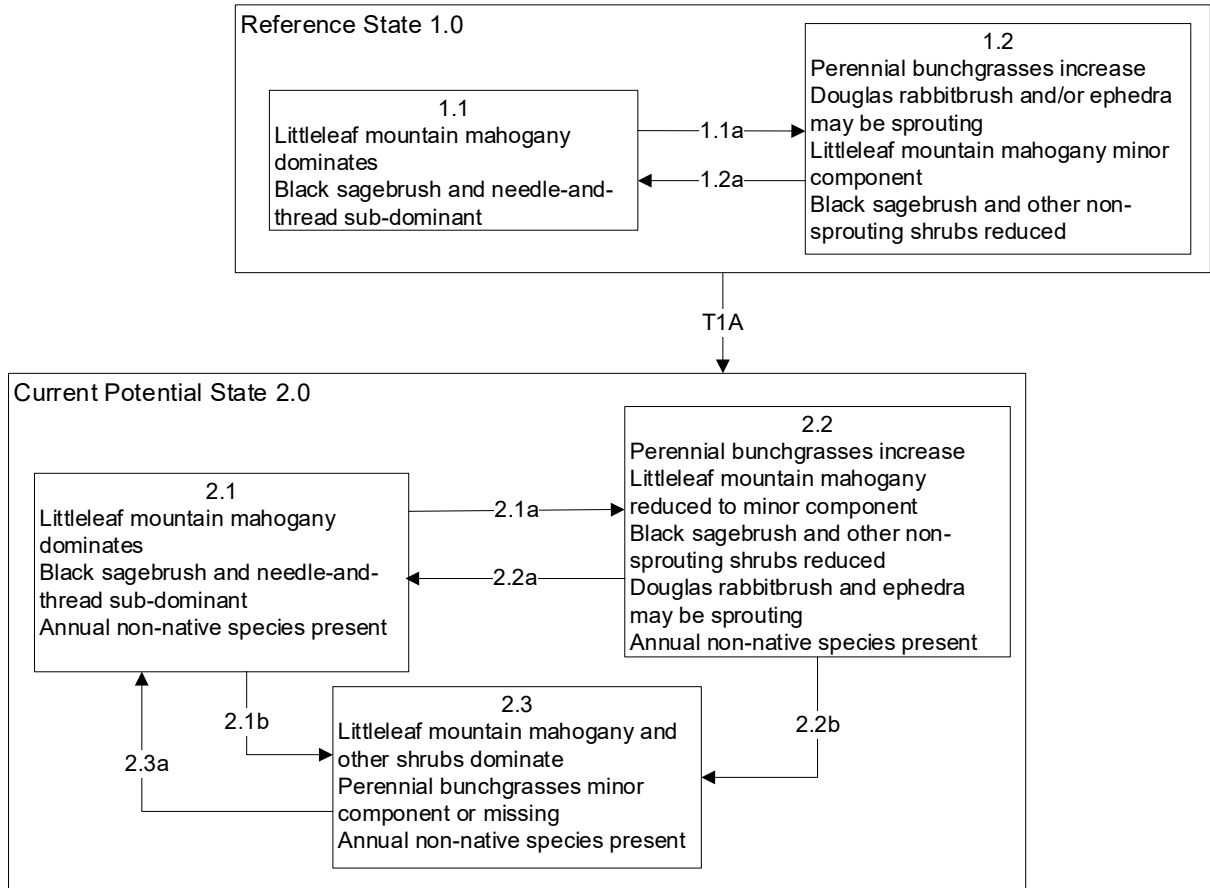 Reference State 1.0
1.1
Littleleaf mountain mahogany
dominates
Black sagebrush and needle-and-
thread sub-dominant
1.1a
1.2a
1.2
Perennial bunchgrasses increase
Douglas rabbitbrush and/or ephedra
may be sprouting
Littleleaf mountain mahogany minor
component
Black sagebrush and other non-
sprouting shrubs reduced
T1A
Current Potential State 2.0
2.1
Littleleaf mountain mahogany
dominates
Black sagebrush and needle-and-
thread sub-dominant
Annual non-native species present
2.1a
2.2a
2.2
Perennial bunchgrasses increase
Littleleaf mountain mahogany
reduced to minor component
Black sagebrush and other non-
sprouting shrubs reduced
Douglas rabbitbrush and ephedra
may be sprouting
Annual non-native species present
2.1b
2.3a
2.2b
2.3
Littleleaf mountain mahogany and
other shrubs dominate
Perennial bunchgrasses minor
component or missing
Annual non-native species present